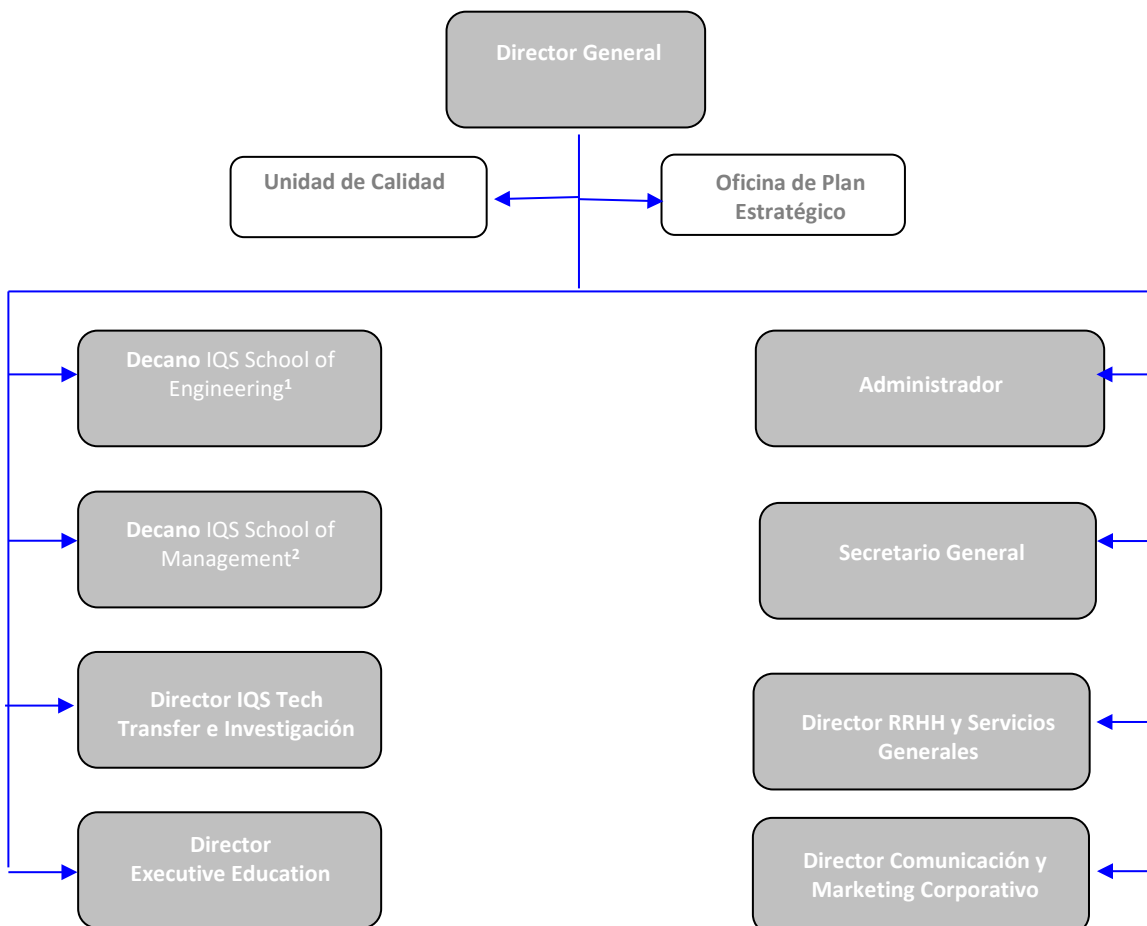 Director General
Unidad de Calidad
Oficina de Plan
Estratégico
Decano IQS School of
Engineering¹
Administrador
Decano IQS School of
Management²
Secretario General
Director IQS Tech
Transfer e Investigación
Director RRHH y Servicios
Generales
Director
Executive Education
Director Comunicación y
Marketing Corporativo